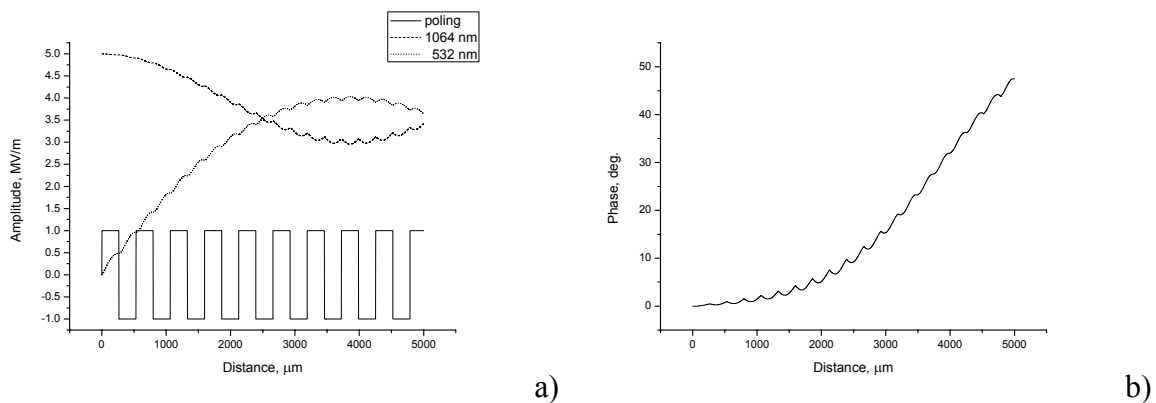 poling
1064 nm
532 nm
5.0
4.5
4.0
3.5
3.0
2.5
2.0
1.5
1.0
0.5
0.0
-0.5
-1.0
Amplitude, MV/m
0 1000 2000 3000 4000 5000
Distance, μm
a)
50
40
30
20
10
0
Phase, deg.
0 1000 2000 3000 4000 5000
Distance, μm
b)